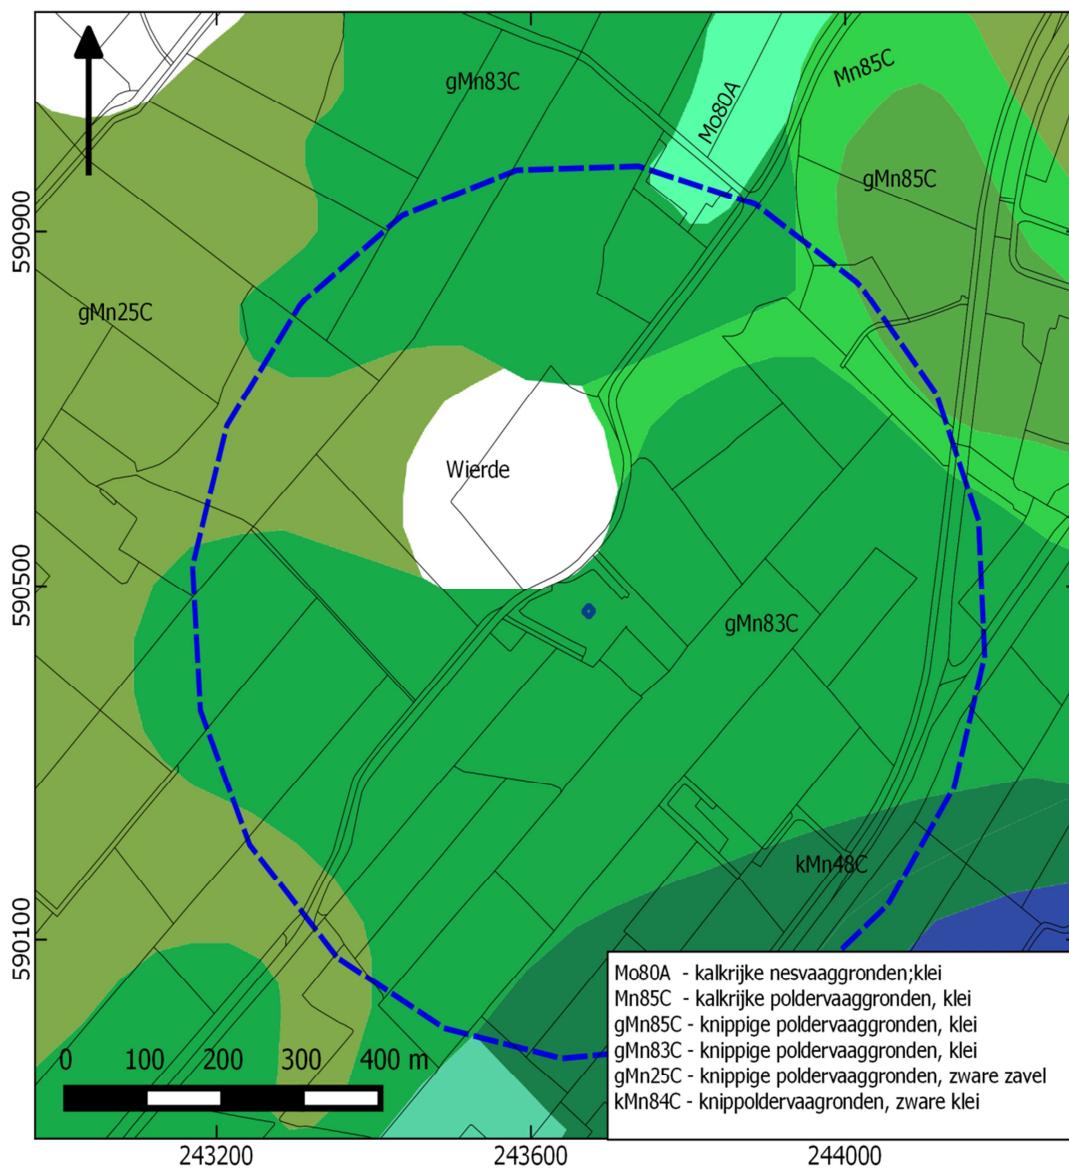 gMn83C
Mo80A
Mn85C
gMn85C
590900
gMn25C
Wierde
590500
gMn83C
kMn48C
590100
Mo80A - kalkrijke nesvaaggronden;klei
Mn85C - kalkrijke poldervaaggronden, klei
gMn85C - knippige poldervaaggronden, klei
gMn83C - knippige poldervaaggronden, klei
gMn25C - knippige poldervaaggronden, zware zavel
kMn84C - knippoldervaagronden, zware klei
0 100 200 300 400 m
243200 243600 244000